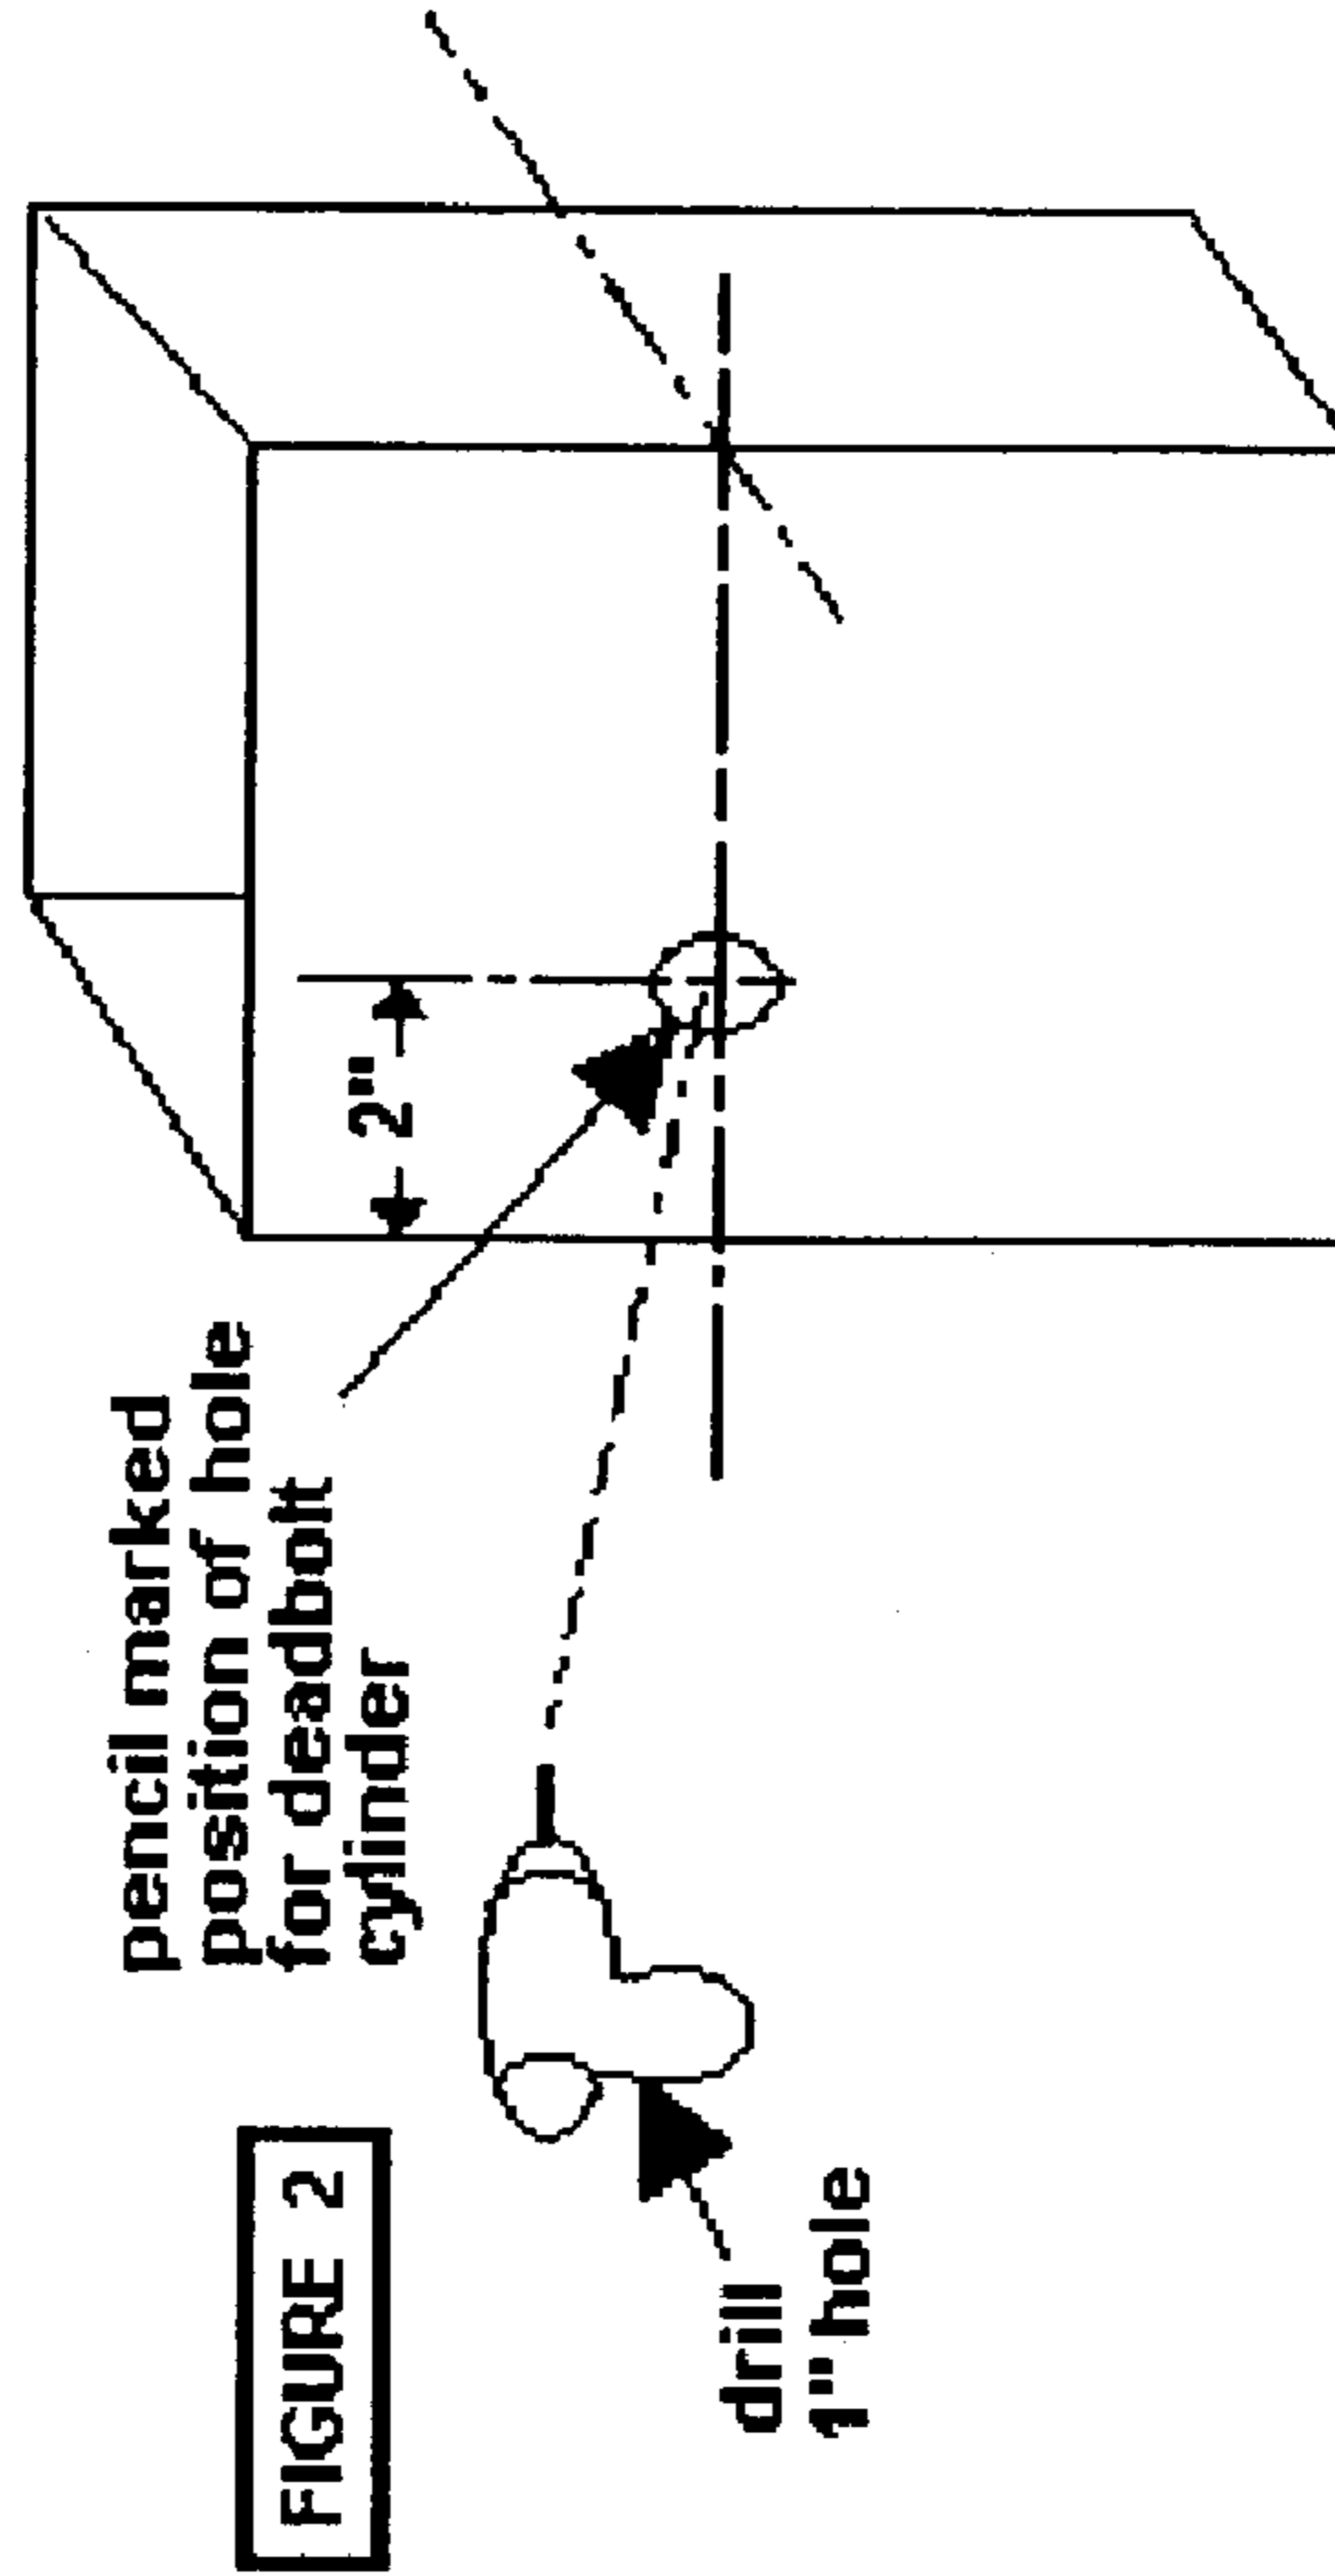 FIGURE 2
pencil marked
position of hole
for deadbolt
cylinder
2"
drill
1" hole